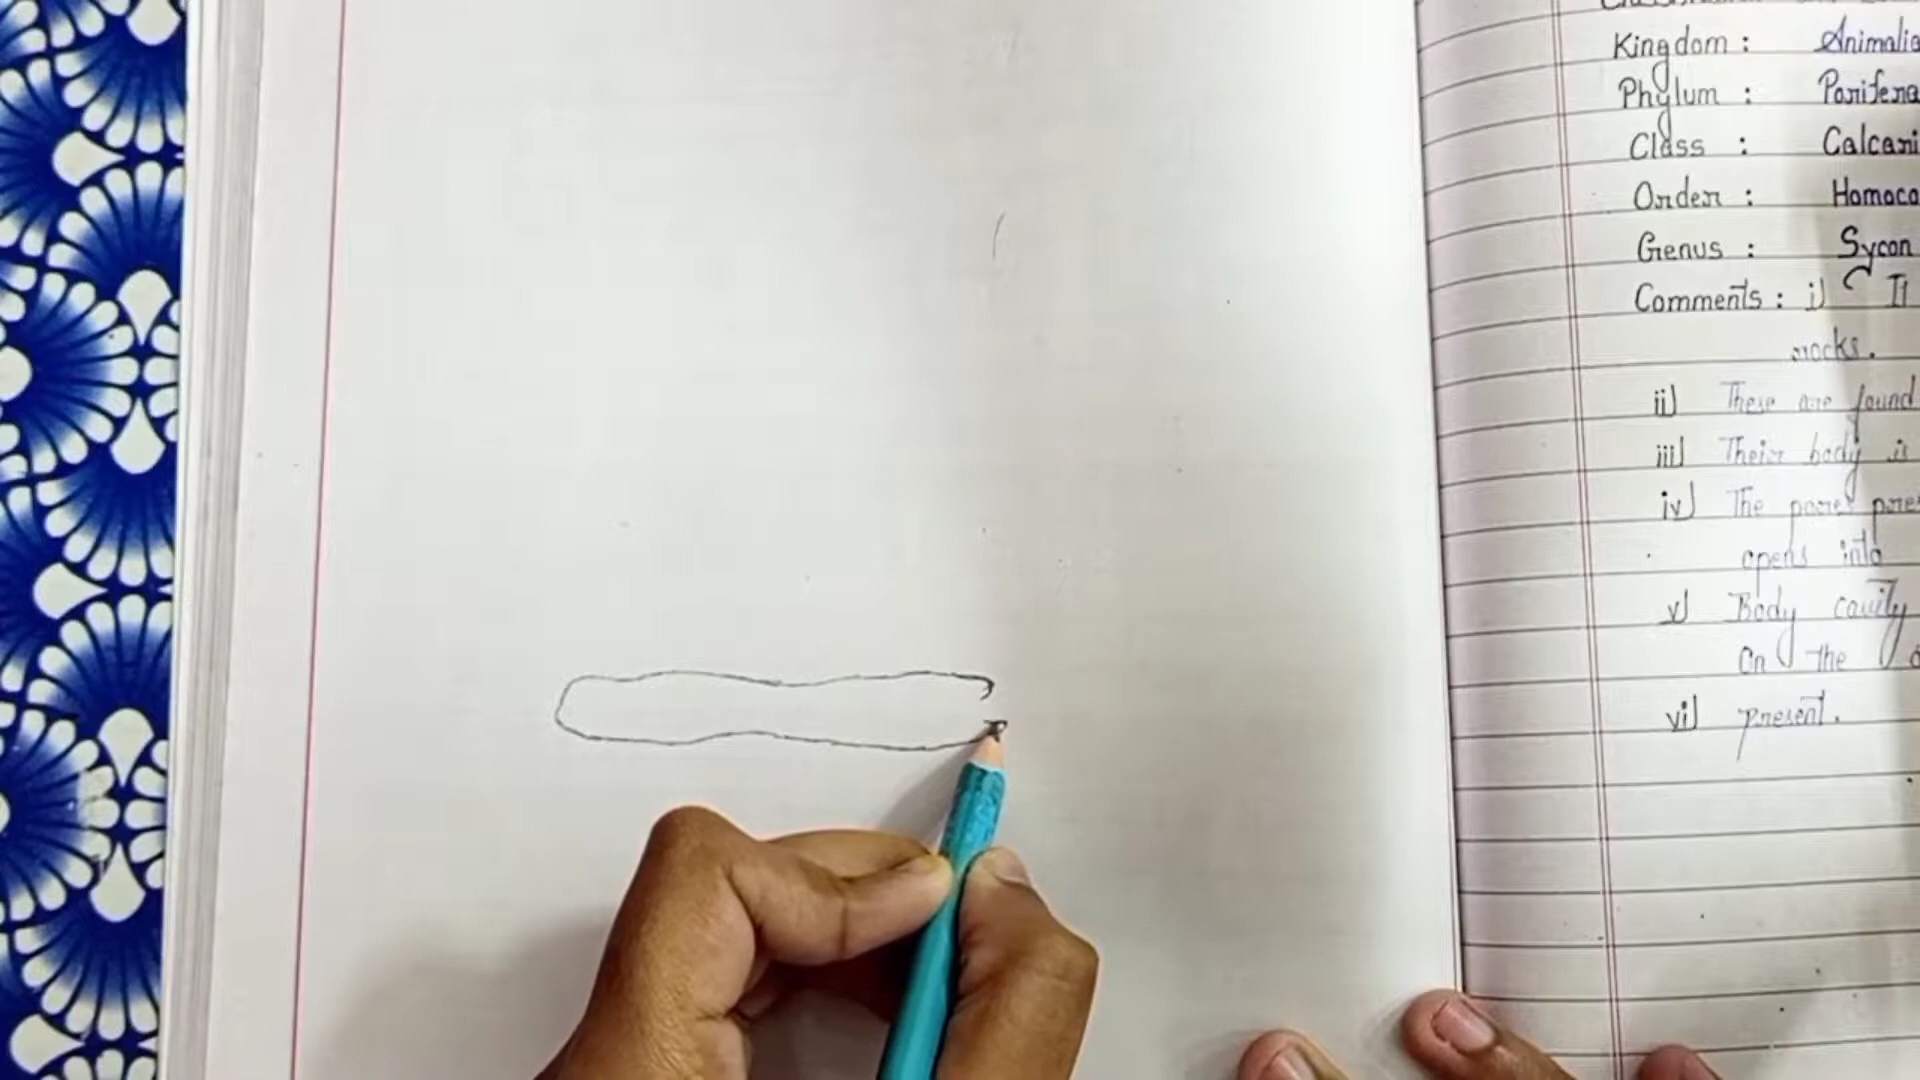 Kingdom : Animalia
Phylum : Porifera
Class : Calcari
Order : Homoco
Genus : Sycon
Comments : i) It
rocks.
ii) These are found
iii) Their body is
iv) The pores pres
opens into
v) Body cavity
On the
vi) present.